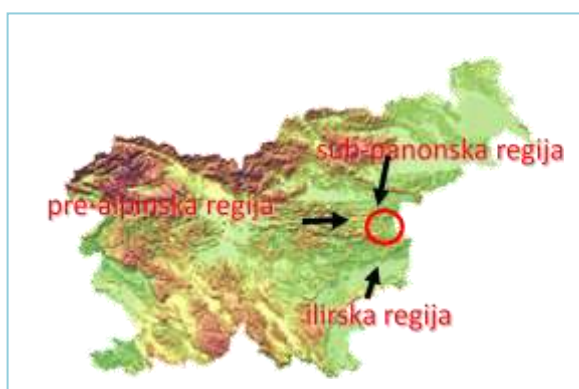 sub-panonska regija
pre-alpinska regija
ilirska regija